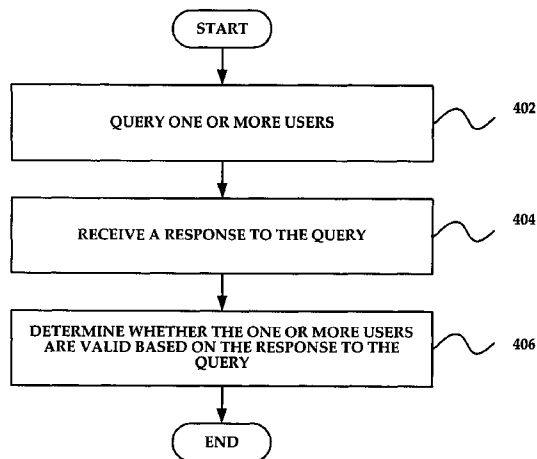 START
QUERY ONE OR MORE USERS
402
RECEIVE A RESPONSE TO THE QUERY
404
DETERMINE WHETHER THE ONE OR MORE USERS
ARE VALID BASED ON THE RESPONSE TO THE
QUERY
406
END